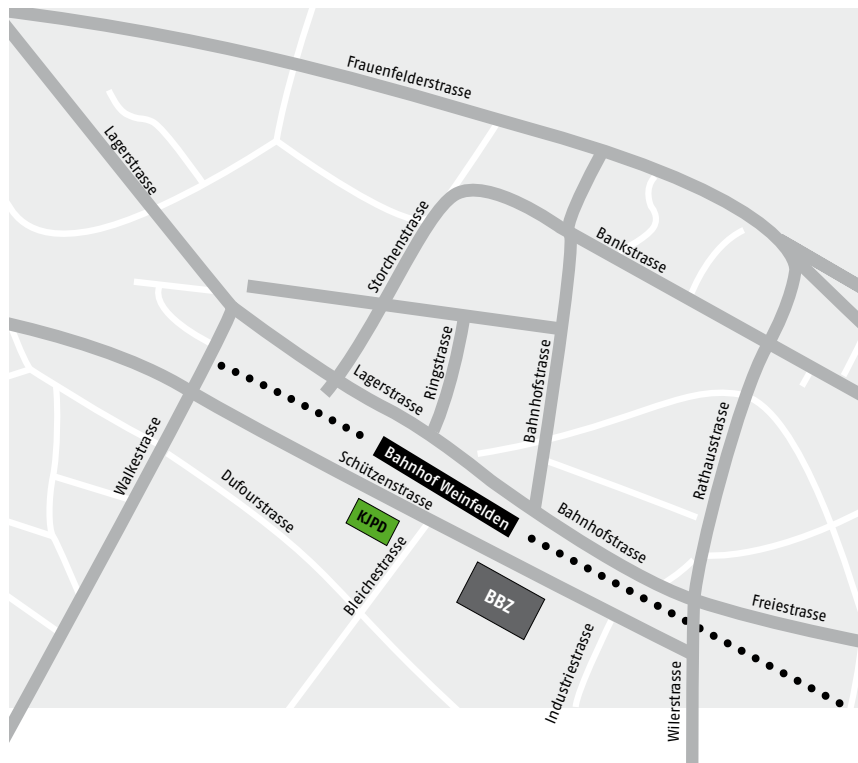 Frauenfelderstrasse
Lagerstrasse
Storchenstrasse
Bankstrasse
Ringstrasse
Lagerstrasse
Bahnhofstrasse
Rathausstrasse
Walkestrasse
Bahnhof Weinfelden
Schützenstrasse
Dufourstrasse
KJPD
Bahnhofstrasse
Bleichestrasse
BBZ
Freiestrasse
Industriestrasse
Wilerstrasse